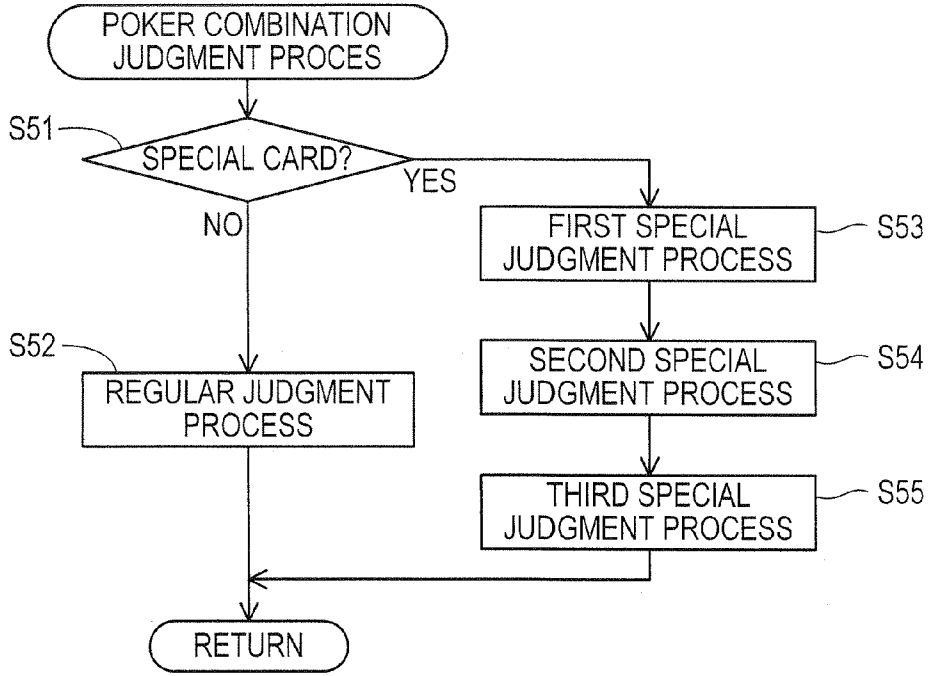 POKER COMBINATION
JUDGMENT PROCES
S51
SPECIAL CARD?
YES
NO
FIRST SPECIAL
JUDGMENT PROCESS
S53
SECOND SPECIAL
JUDGMENT PROCESS
S54
S52
REGULAR JUDGMENT
PROCESS
THIRD SPECIAL
JUDGMENT PROCESS
S55
RETURN